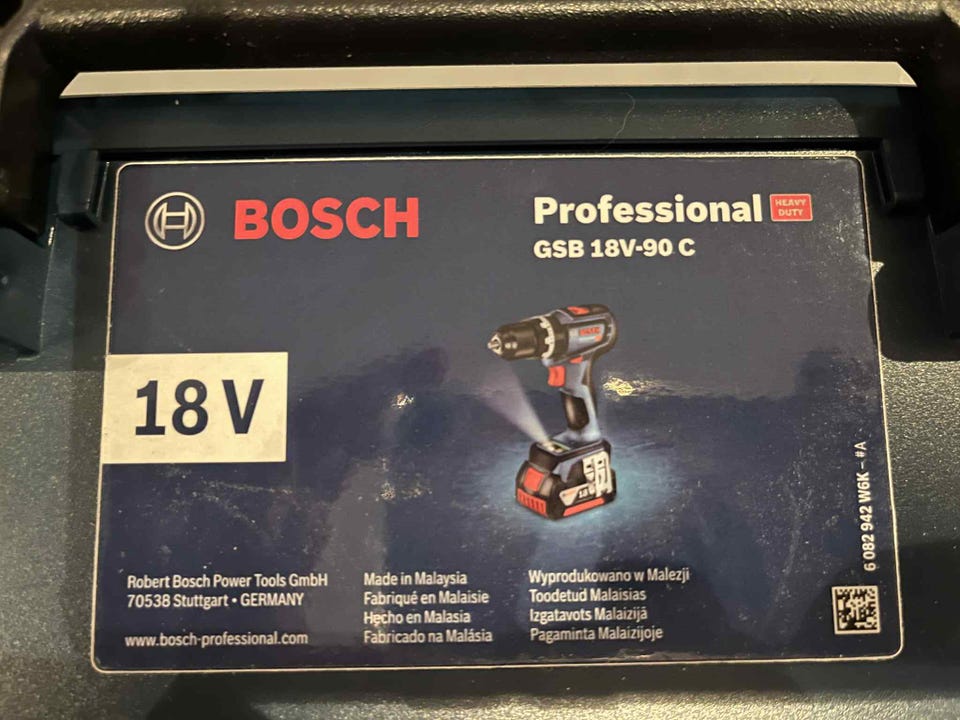 BOSCH
Professional HEAVY DUTY
GSB 18V-90 C
18 V
Robert Bosch Power Tools GmbH
70538 Stuttgart • GERMANY
www.bosch-professional.com
Made in Malaysia
Fabriqué en Malaisie
Hecho en Malasia
Fabricado na Malásia
Wyprodukowano w Malezji
Toodetud Malaisias
Izgatavots Malaizijā
Pagaminta Malaizijoje
6 082 942 W6K – #A